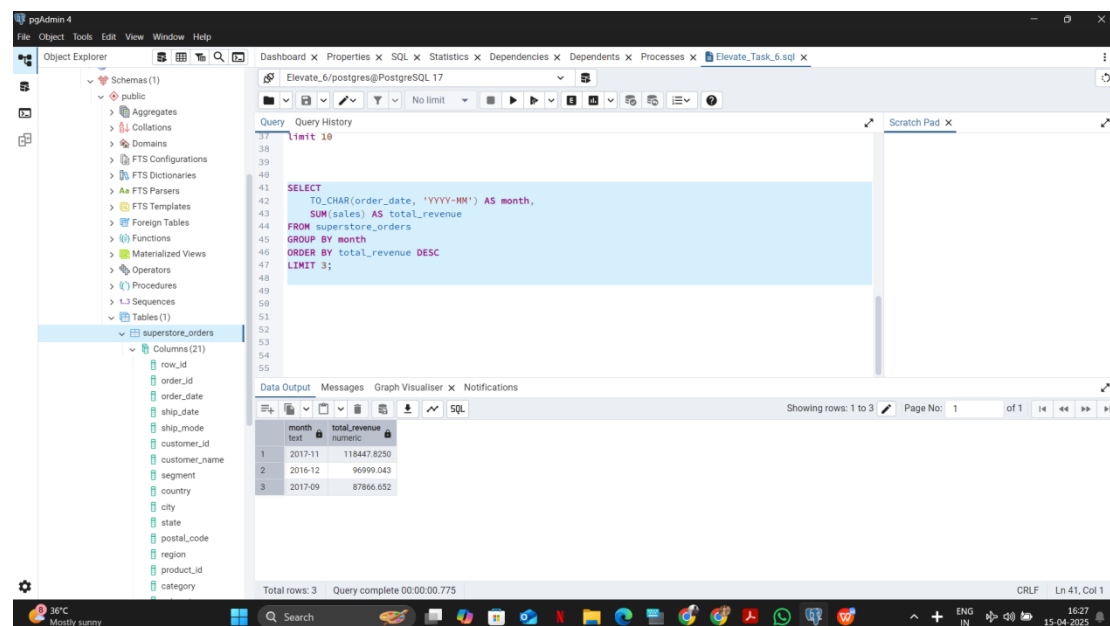 pgAdmin 4
File Object Tools Edit View Window Help
Object Explorer
Dashboard Properties SQL Statistics Dependencies Dependents Processes Elevate_Task_6.sql
Schemas (1)
public
Aggregates
Collations
Domains
FTS Configurations
FTS Dictionaries
FTS Parsers
FTS Templates
Foreign Tables
Functions
Materialized Views
Operators
Procedures
1..3 Sequences
Tables (1)
superstore_orders
Columns (21)
row_id
order_id
order_date
ship_date
ship_mode
customer_id
customer_name
segment
country
city
state
postal_code
region
product_id
category
Elevate_6/postgres@PostgreSQL 17
No limit
Query Query History
Scratch Pad
37 limit 10
38
39
40
41 SELECT
42 TO_CHAR(order_date, 'YYYY-MM') AS month,
43 SUM(sales) AS total_revenue
44 FROM superstore_orders
45 GROUP BY month
46 ORDER BY total_revenue DESC
47 LIMIT 3;
48
49
50
51
52
53
54
55
Data Output Messages Graph Visualiser Notifications
SQL Showing rows: 1 to 3 Page No: 1 of 1
month total_revenue
text numeric
1 2017-11 118447.8250
2 2016-12 96999.043
3 2017-09 87866.652
Total rows: 3 Query complete 00:00:00.775 CRLF Ln 41, Col 1
8 36°C
Mostly sunny
Search
ENG
IN
16:27
15-04-2025